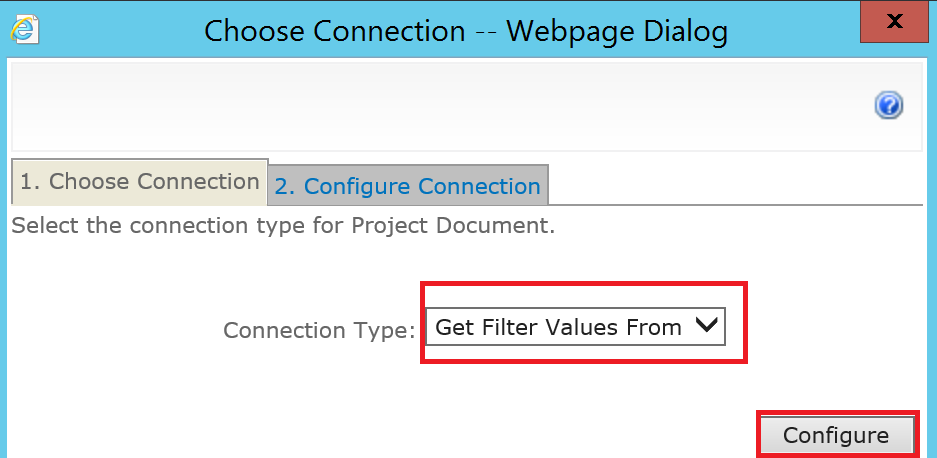 Choose Connection -- Webpage Dialog
x
?
1. Choose Connection
2. Configure Connection
Select the connection type for Project Document.
Connection Type:
Get Filter Values From
Configure